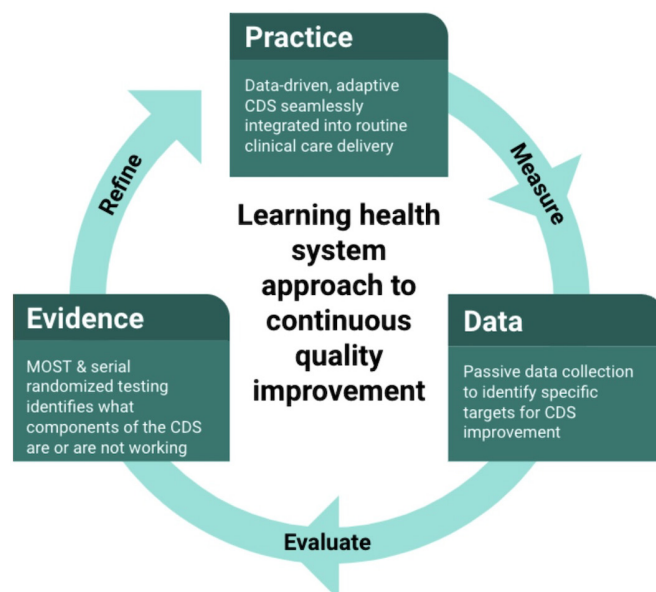 Practice
Data-driven, adaptive
CDS seamlessly
integrated into routine
clinical care delivery
Measure
Refine
Learning health
system
approach to
continuous
quality
improvement
Evidence
MOST & serial
randomized testing
identifies what
components of the CDS
are or are not working
Data
Passive data collection
to identify specific
targets for CDS
improvement
Evaluate